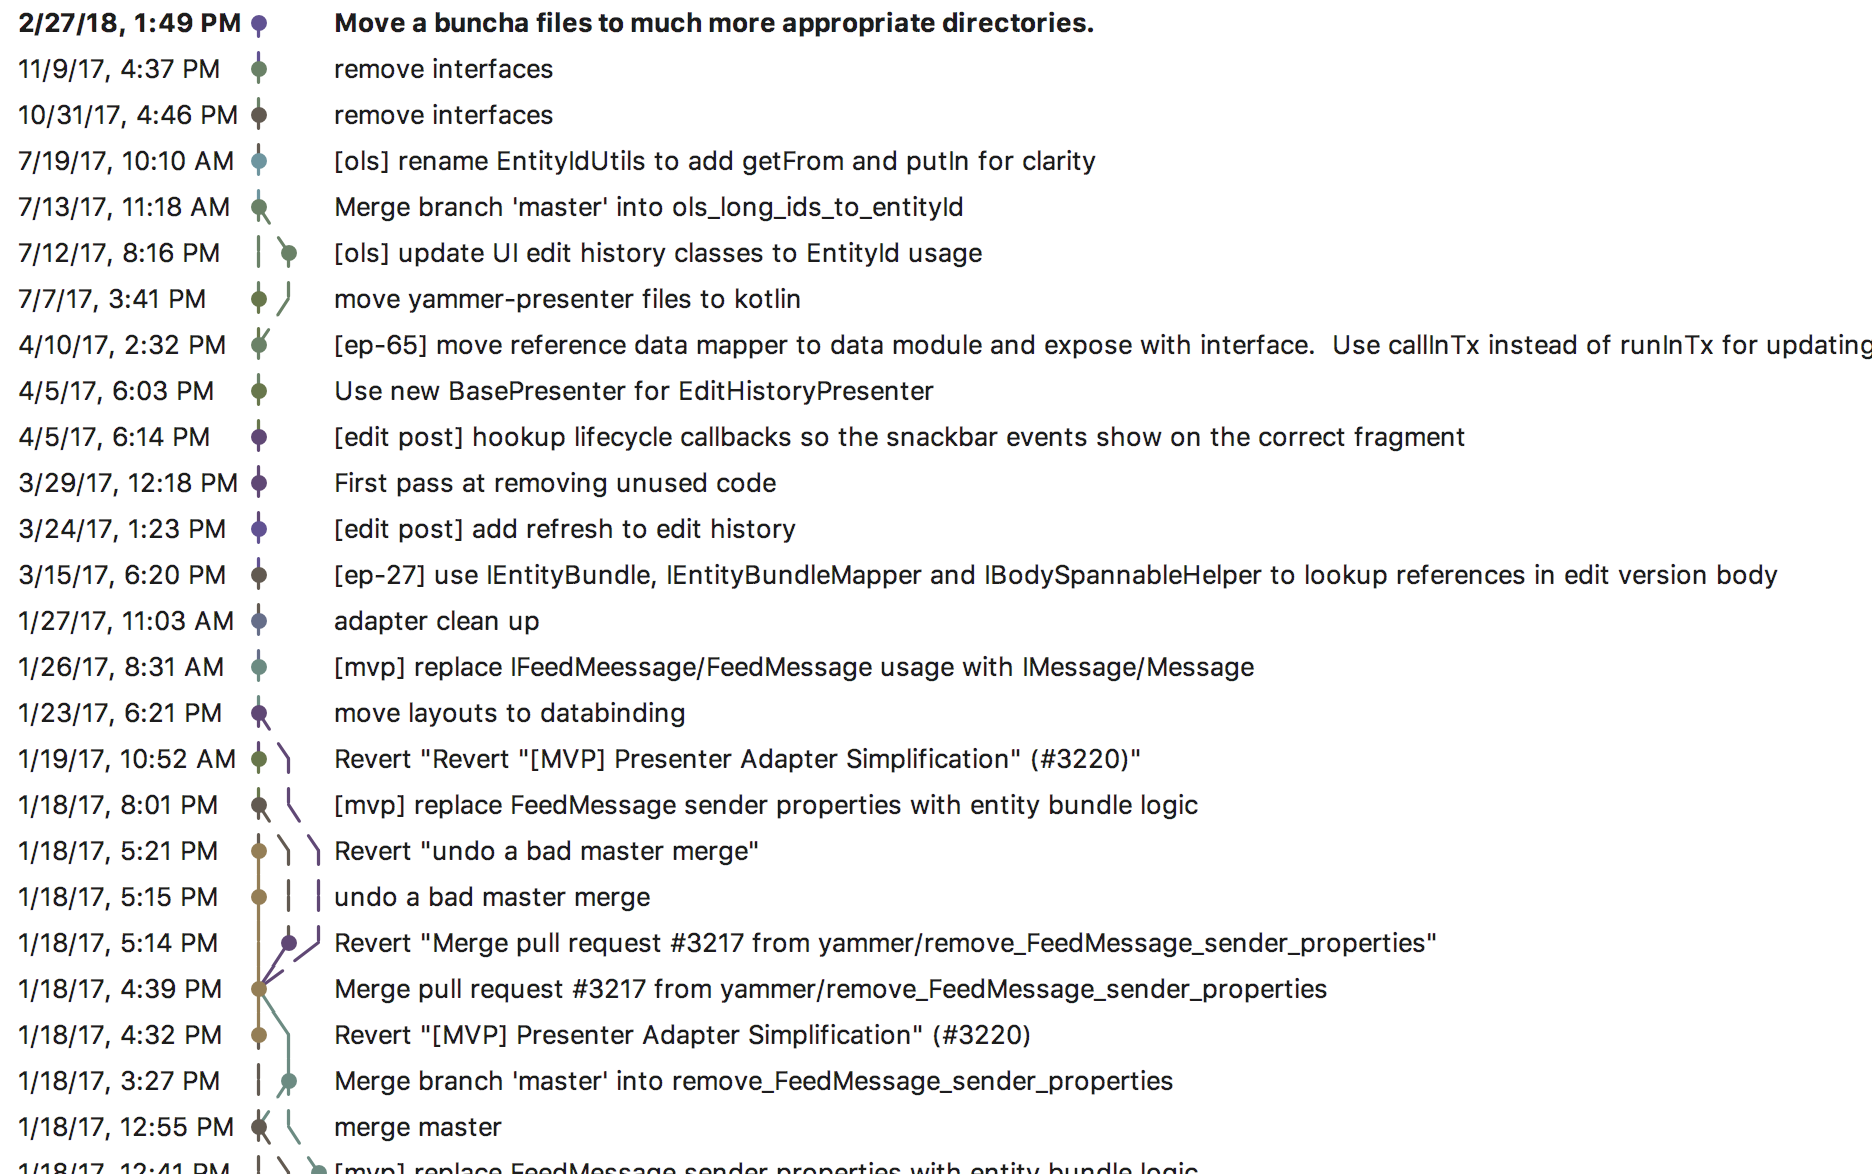 2/27/18, 1:49 PM Move a buncha files to much more appropriate directories.
11/9/17, 4:37 PM remove interfaces
10/31/17, 4:46 PM remove interfaces
7/19/17, 10:10 AM [ols] rename EntityIdUtils to add getFrom and putIn for clarity
7/13/17, 11:18 AM Merge branch 'master' into ols_long_ids_to_entityId
7/12/17, 8:16 PM [ols] update UI edit history classes to EntityId usage
7/7/17, 3:41 PM move yammer-presenter files to kotlin
4/10/17, 2:32 PM [ep-65] move reference data mapper to data module and expose with interface.  Use callInTx instead of runInTx for updating
4/5/17, 6:03 PM Use new BasePresenter for EditHistoryPresenter
4/5/17, 6:14 PM [edit post] hookup lifecycle callbacks so the snackbar events show on the correct fragment
3/29/17, 12:18 PM First pass at removing unused code
3/24/17, 1:23 PM [edit post] add refresh to edit history
3/15/17, 6:20 PM [ep-27] use IEntityBundle, IEntityBundleMapper and IBodySpannableHelper to lookup references in edit version body
1/27/17, 11:03 AM adapter clean up
1/26/17, 8:31 AM [mvp] replace IFeedMeessage/FeedMessage usage with IMessage/Message
1/23/17, 6:21 PM move layouts to databinding
1/19/17, 10:52 AM Revert "Revert "[MVP] Presenter Adapter Simplification" (#3220)"
1/18/17, 8:01 PM [mvp] replace FeedMessage sender properties with entity bundle logic
1/18/17, 5:21 PM Revert "undo a bad master merge"
1/18/17, 5:15 PM undo a bad master merge
1/18/17, 5:14 PM Revert "Merge pull request #3217 from yammer/remove_FeedMessage_sender_properties"
1/18/17, 4:39 PM Merge pull request #3217 from yammer/remove_FeedMessage_sender_properties
1/18/17, 4:32 PM Revert "[MVP] Presenter Adapter Simplification" (#3220)
1/18/17, 3:27 PM Merge branch 'master' into remove_FeedMessage_sender_properties
1/18/17, 12:55 PM merge master
1/18/17, 12:41 PM [mvp] replace FeedMessage sender properties with entity bundle logic